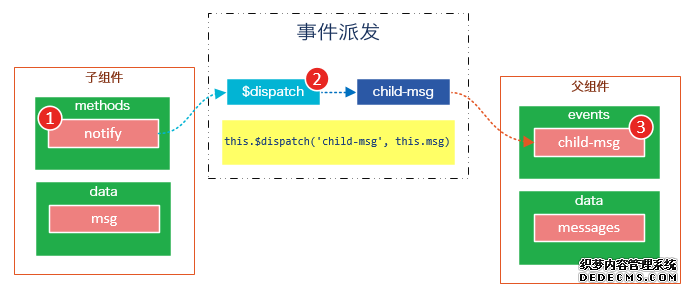 事件派发
子组件
methods
1
notify
data
msg
$dispatch
2
child-msg
this.$dispatch('child-msg', this.msg)
父组件
events
3
child-msg
data
messages
织梦内容管理系统
DEDECMS.COM